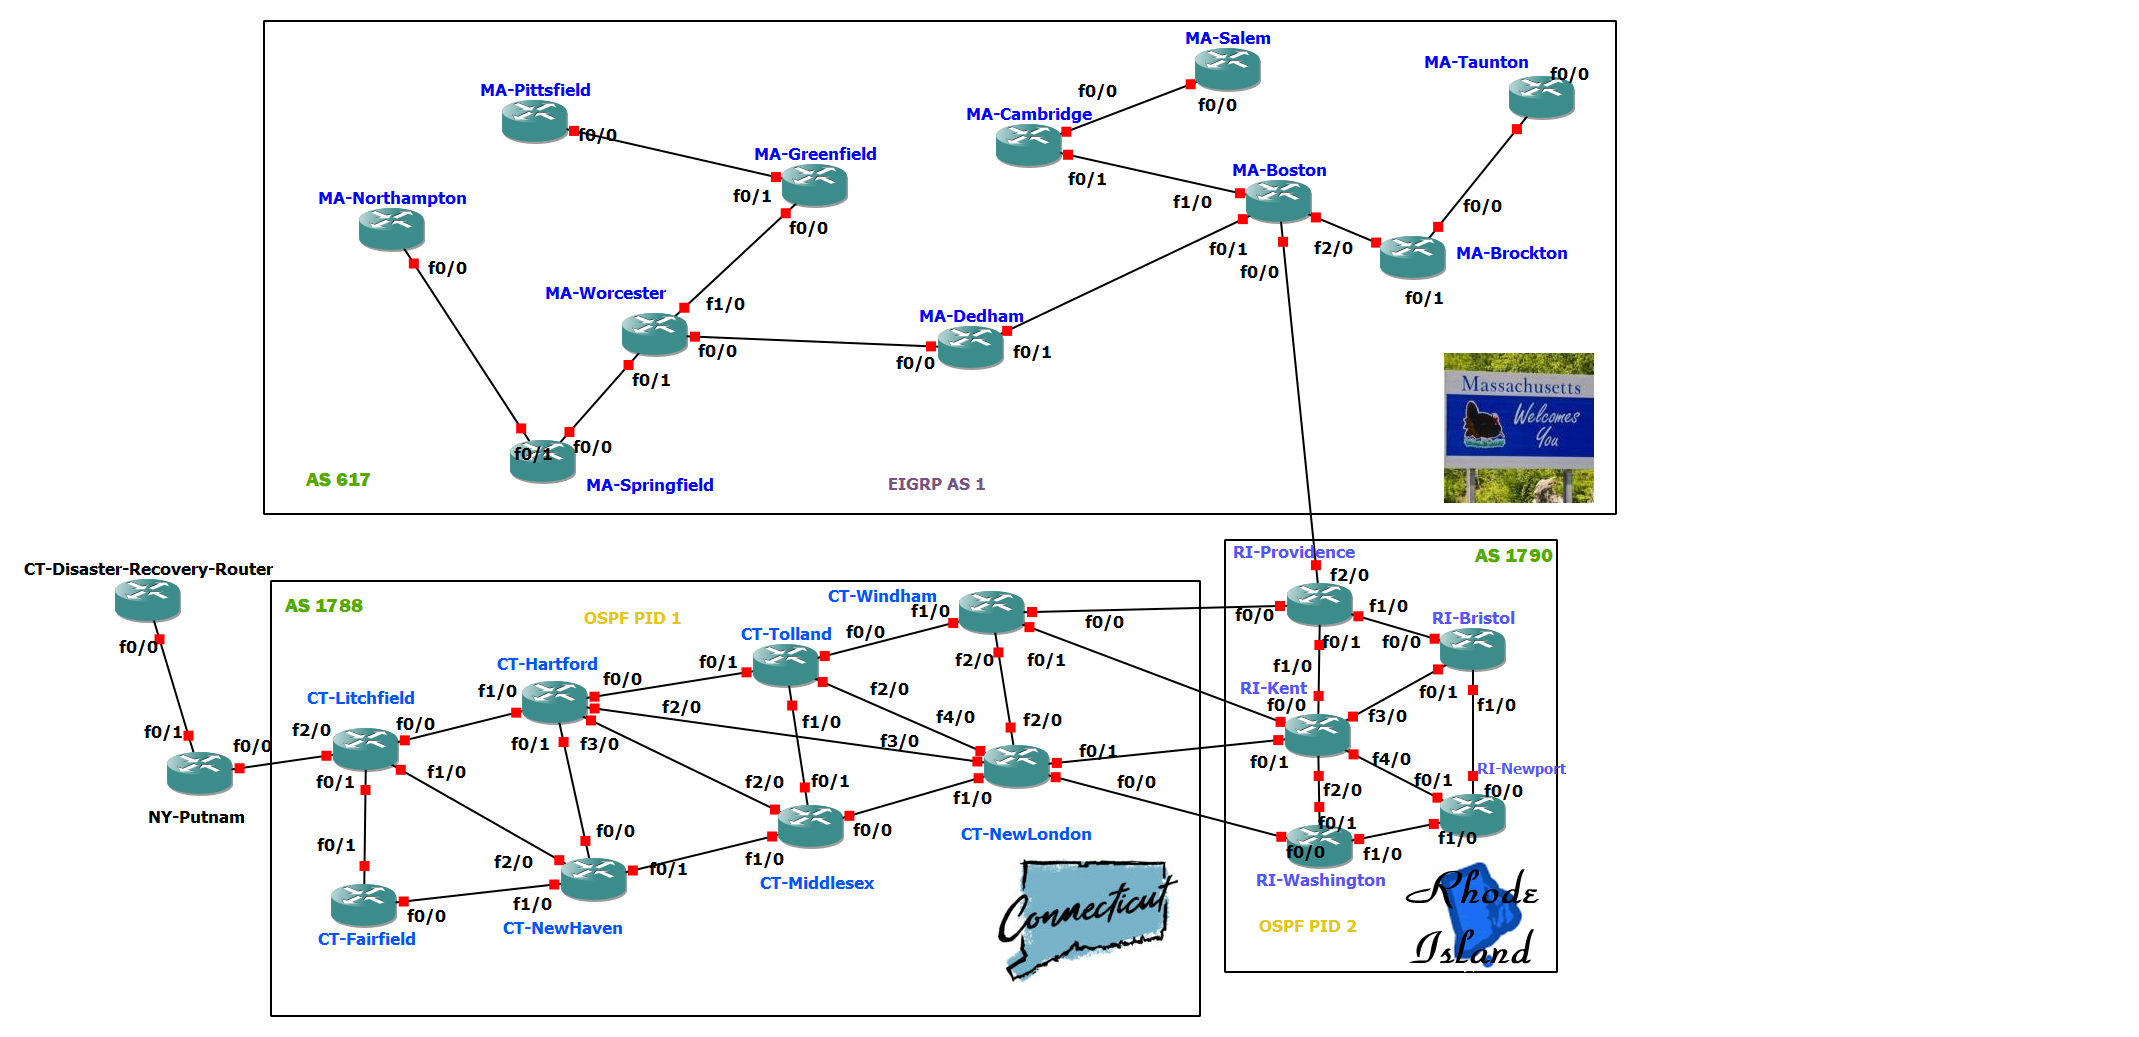 MA-Salem
MA-Taunton
f0/0
MA-Pittsfield
f0/0
f0/0
f0/0
MA-Cambridge
f0/0
MA-Greenfield
MA-Boston
f0/1
f0/1
MA-Northampton
f1/0
f0/0
f0/0
f0/1
f2/0
MA-Brockton
f0/0
f0/0
MA-Worcester
f1/0
f0/1
MA-Dedham
f0/0
f0/0
f0/1
f0/1
Massachusetts
Welcomes
You
f0/1
f0/0
AS 617
MA-Springfield
EIGRP AS 1
RI-Providence
AS 1790
CT-Disaster-Recovery-Router
f2/0
AS 1788
OSPF PID 1
CT-Windham
f1/0
f0/0
f0/0
f1/0
RI-Bristol
f0/0
CT-Tolland
f0/0
f0/1
f0/0
f0/1
f2/0
f0/1
f1/0
CT-Hartford
f0/0
f1/0
RI-Kent
f0/1
CT-Litchfield
f2/0
f2/0
f0/0
f1/0
f0/1
f0/0
f2/0
f0/0
f1/0
f4/0
f2/0
f3/0
f0/1
f3/0
f3/0
f0/1
f0/1
f4/0
RI-Newport
f0/1
f1/0
f2/0
f0/1
f0/0
f0/1
f2/0
f0/0
NY-Putnam
f1/0
f0/1
f0/0
f0/0
CT-NewLondon
f1/0
f0/1
f2/0
f1/0
f0/0
f1/0
f0/1
CT-Middlesex
RI-Washington
f0/0
f1/0
CT-NewHaven
CT-Fairfield
Connecticut
OSPF PID 2
Rhode
Island